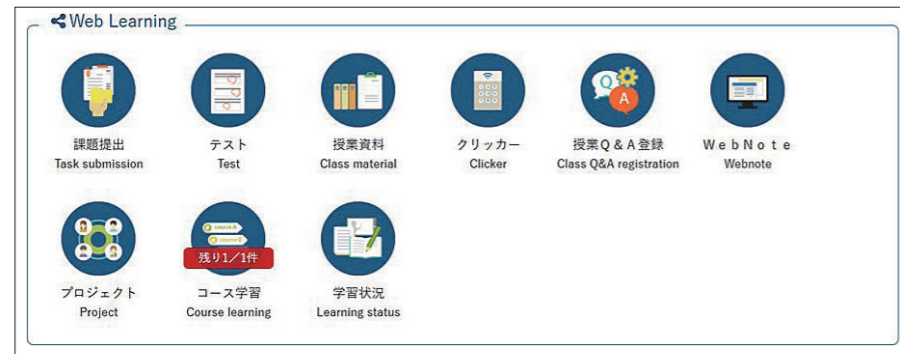 Web Learning
課題提出
Task submission
テスト
Test
授業資料
Class material
クリッカー
Clicker
Q
A
授業Q&A登録
Class Q&A registration
WebNote
Webnote
プロジェクト
Project
course A
残り1/1件
コース学習
Course learning
学習状況
Learning status